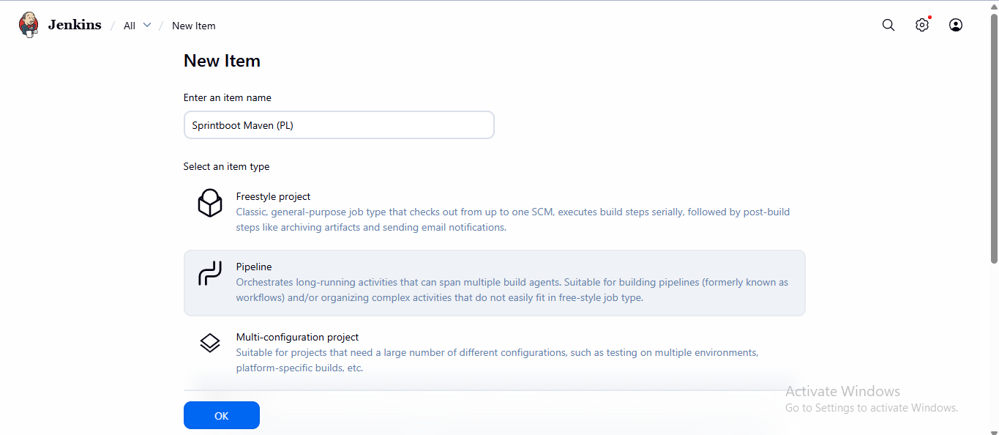 Jenkins / All / New Item
New Item
Enter an item name
Sprintboot Maven (PL)
Select an item type
Freestyle project
Classic, general-purpose job type that checks out from up to one SCM, executes build steps serially, followed by post-build
steps like archiving artifacts and sending email notifications.
Pipeline
Orchestrates long-running activities that can span multiple build agents. Suitable for building pipelines (formerly known as
workflows) and/or organizing complex activities that do not easily fit in free-style job type.
Multi-configuration project
Suitable for projects that need a large number of different configurations, such as testing on multiple environments,
platform-specific builds, etc.
OK
Activate Windows
Go to Settings to activate Windows.